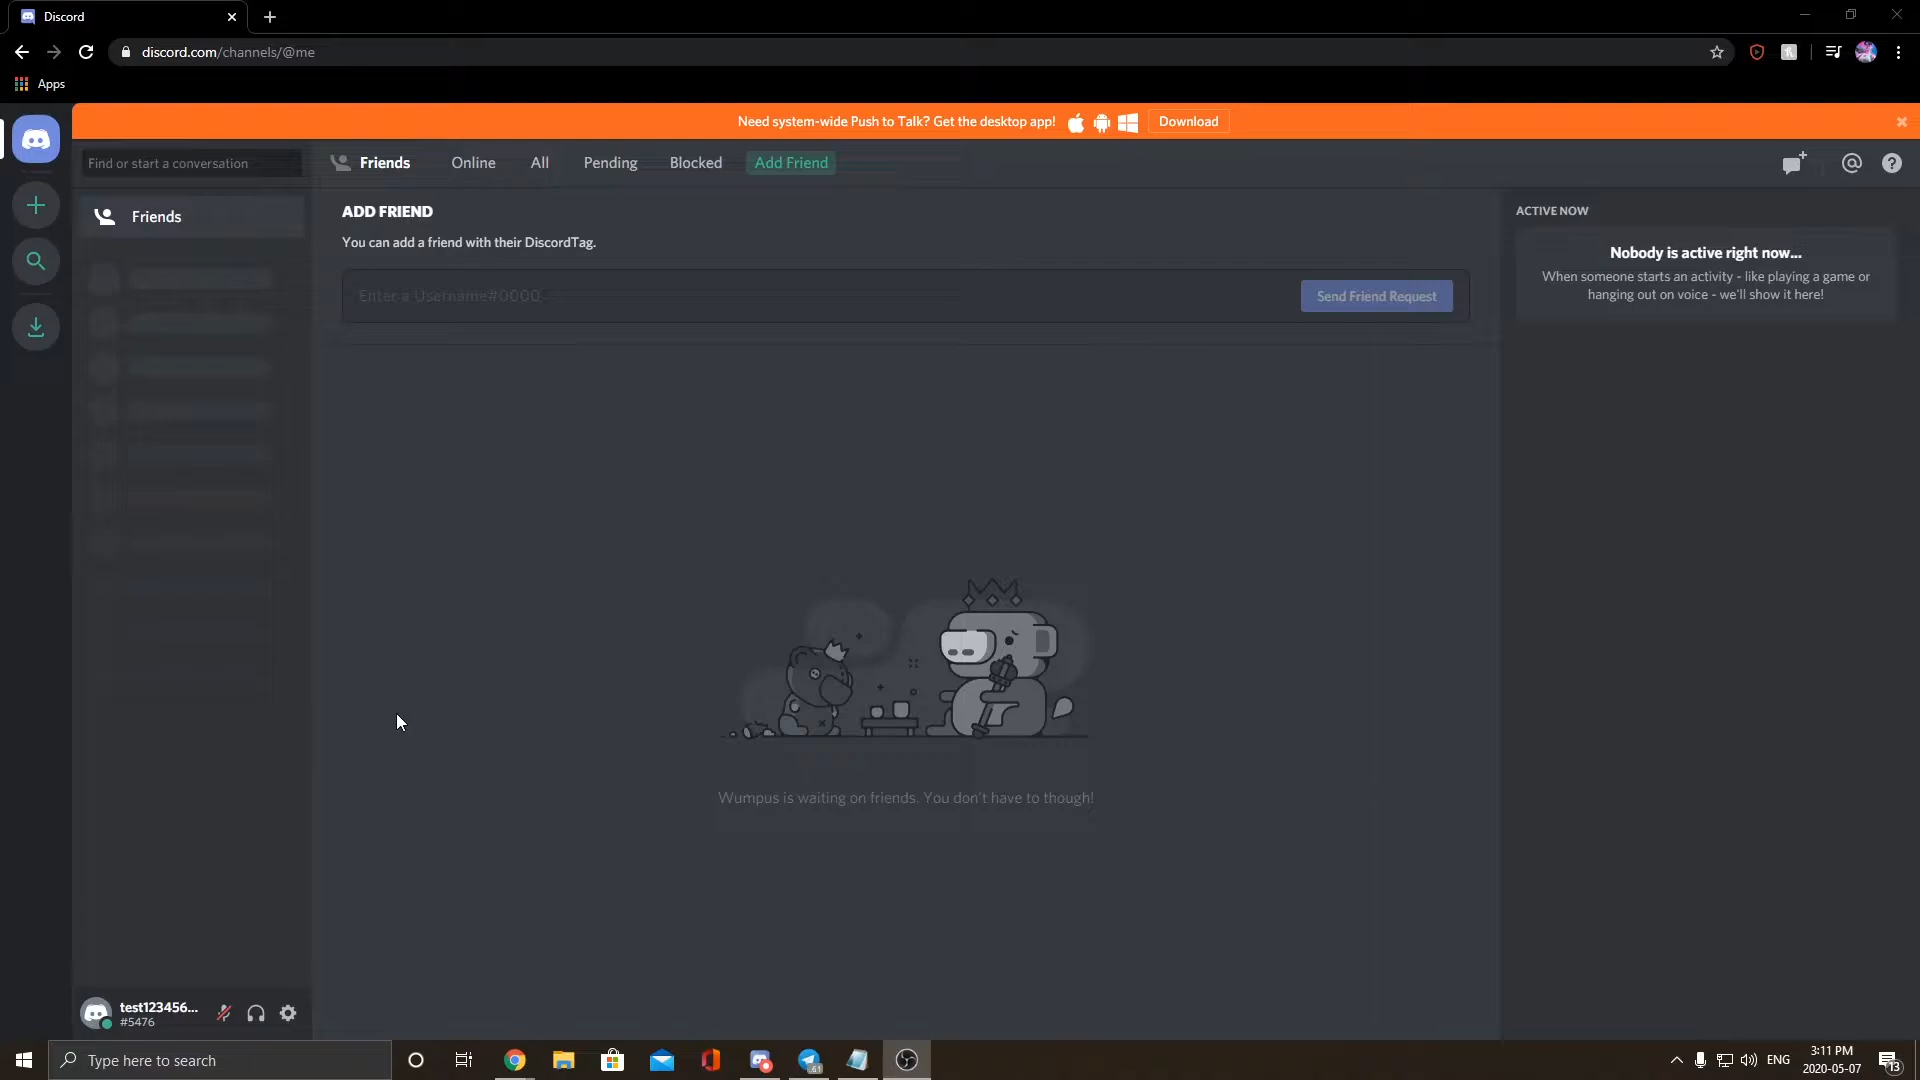 Discord
discord.com/channels/@me
Apps
Need system-wide Push to Talk? Get the desktop app!
Download
Find or start a conversation
Friends
Online
All
Pending
Blocked
Add Friend
Friends
ADD FRIEND
You can add a friend with their DiscordTag.
Enter a Username#0000
Send Friend Request
ACTIVE NOW
Nobody is active right now...
When someone starts an activity - like playing a game or
hanging out on voice - we'll show it here!
Wumpus is waiting on friends. You don't have to though!
test123456...
#5476
Type here to search
61
ENG
3:11 PM
2020-05-07
13